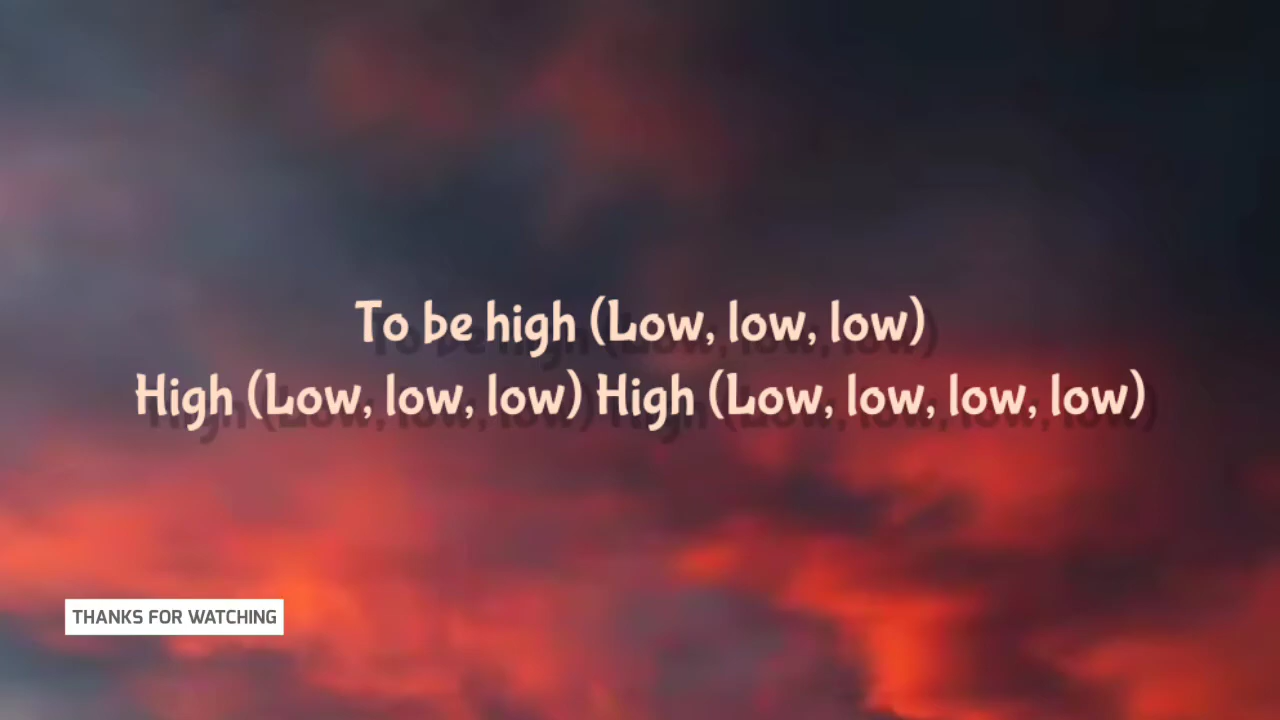 To be high (Low, low, low)
High (Low, low, low) High (Low, low, low, low)
THANKS FOR WATCHING